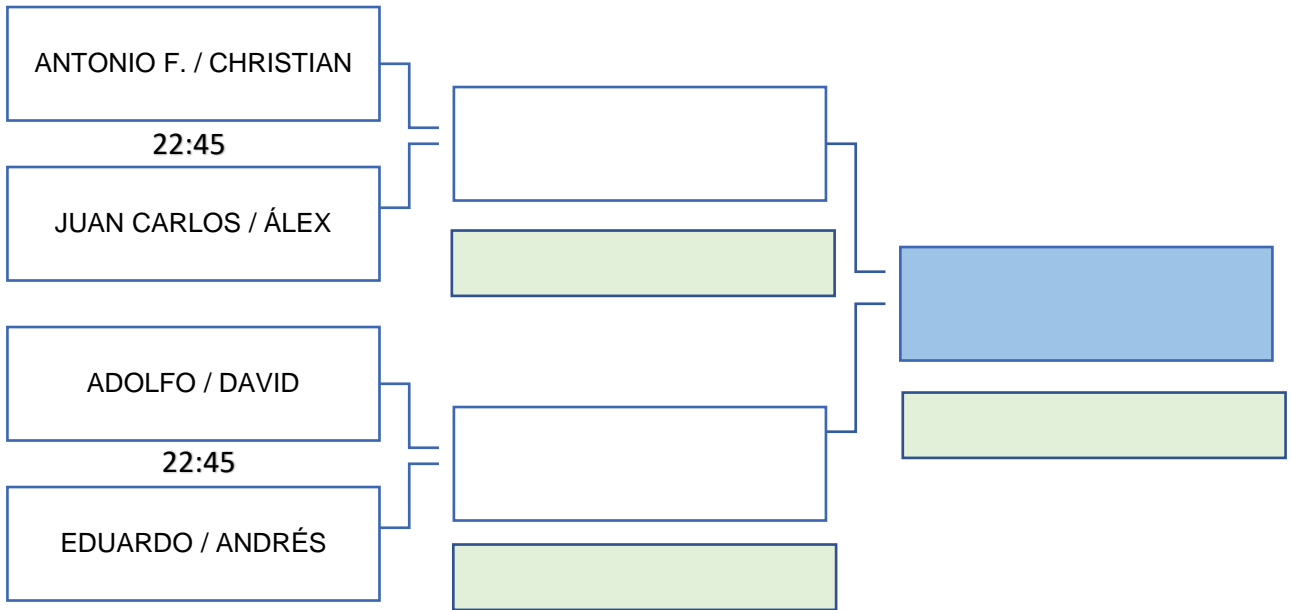 ANTONIO F. / CHRISTIAN
22:45
JUAN CARLOS / ÁLEX
ADOLFO / DAVID
22:45
EDUARDO / ANDRÉS